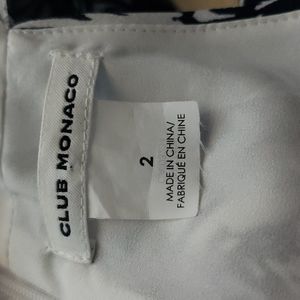 CLUB MONACO
2
MADE IN CHINA/
FABRIQUÉ EN CHINE